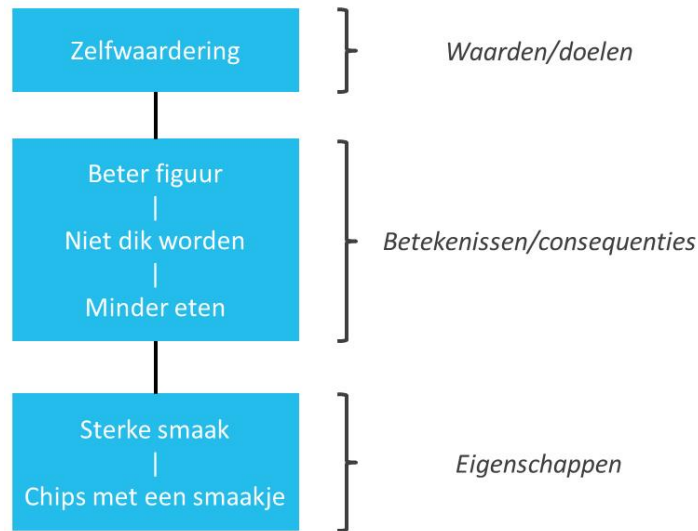 Zelfwaardering
Waarden/doelen
Beter figuur
|
Niet dik worden
|
Minder eten
Betekenissen/consequenties
Sterke smaak
|
Chips met een smaakje
Eigenschappen